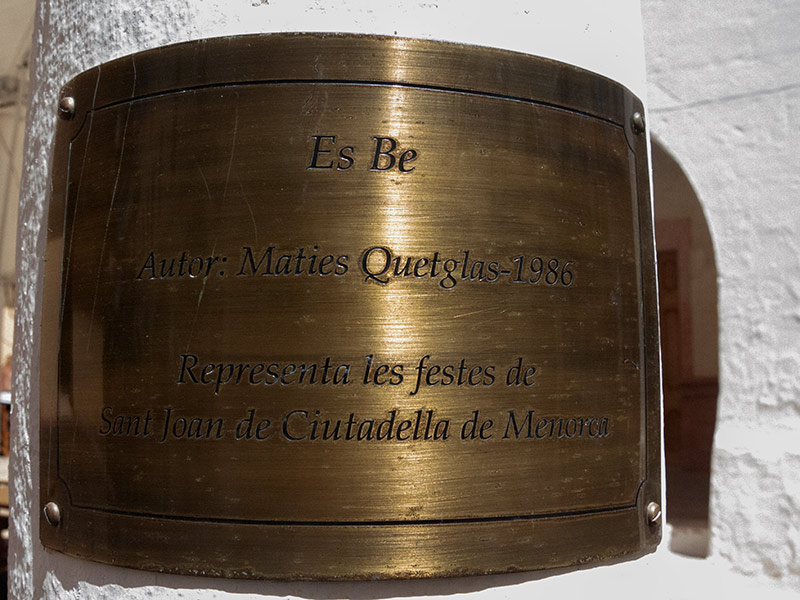 Es Be
Autor: Maties Quetglas-1986
Representa les festes de
Sant Joan de Ciutadella de Menorca